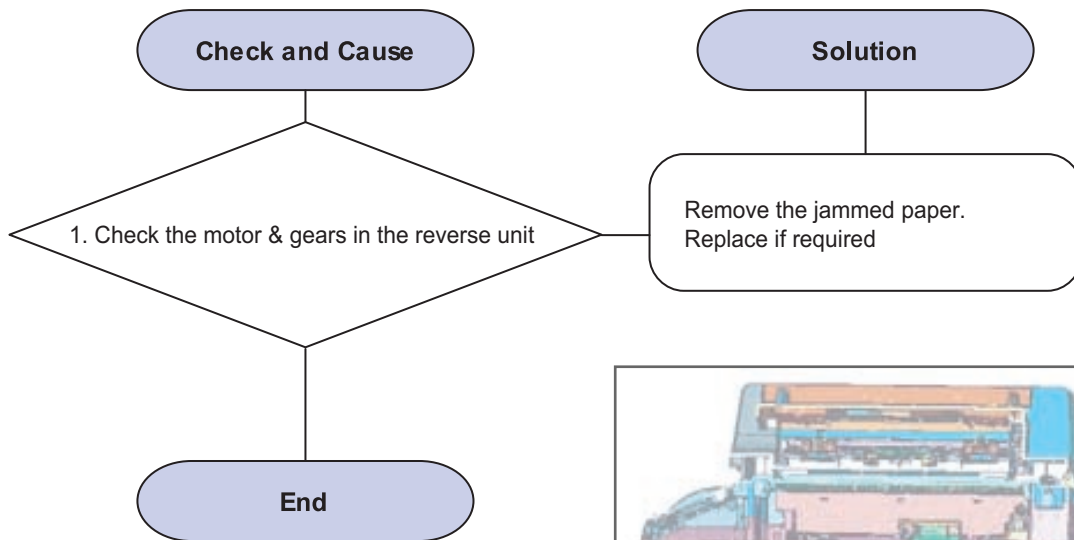 Check and Cause
Solution
1. Check the motor & gears in the reverse unit
Remove the jammed paper.
Replace if required
End